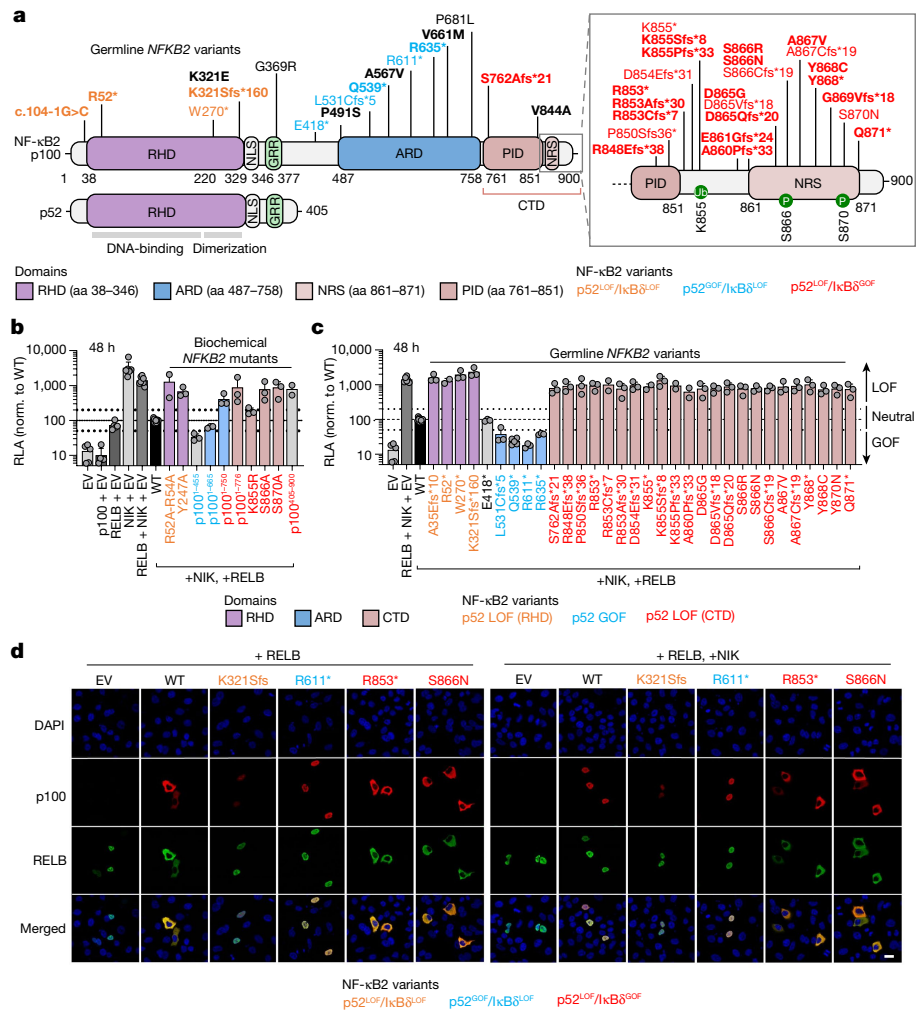 a
Germline NFKB2 variants
c.104-1G>C
R52*
K321E
K321Sfs*160
W270*
G369R
E418*
L531Cfs*5
P491S
Q539*
A567V
R611*
R635*
V661M
P681L
S762Afs*21
V844A
NF-κB2
p100
RHD
NLS
GRR
ARD
PID
NRS
1 38 220 329 346 377 487 758 761 851 900
CTD
p52
RHD
NLS
GRR
405
DNA-binding Dimerization
K855*
K855Sfs*8
K855Pfs*33
D854Efs*31
R853*
R853Afs*30
R853Cfs*7
P850Sfs36*
R848Efs*38
S866R
S866N
S866Cfs*19
D865G
D865Vfs*18
D865Qfs*20
E861Gfs*24
A860Pfs*33
A867V
A867Cfs*19
Y868C
Y868*
G869Vfs*18
S870N
Q871*
PID
NRS
900
Ub
P
P
851
K855
861
S866
S870
871
Domains
RHD (aa 38–346) ARD (aa 487–758) NRS (aa 861–871) PID (aa 761–851)
NF-κB2 variants
p52LOF/IκBδLOF p52GOF/IκBδLOF p52LOF/IκBδGOF
b
48 h
Biochemical
NFKB2 mutants
RLA (norm. to WT)
10,000
1,000
100
10
EV
p100 + EV
RELB + EV
NIK + EV
RELB + NIK + EV
WT
R52A-R54A
Y247A
p1001–455
p1001–665
p1001–750
p1001–776
K855R
S866A
S870A
p100405-900
+NIK, +RELB
c
48 h
Germline NFKB2 variants
RLA (norm. to WT)
10,000
1,000
100
10
LOF
Neutral
GOF
EV
RELB + NIK + EV
WT
A35Efs*10
R52*
W270*
K321Sfs*160
E418*
L531Cfs*5
Q539*
R611*
R635*
S762Afs*21
R848Efs*38
P850Sfs*36
R853*
R853Cfs*7
R853Afs*30
D854Efs*31
K855*
K855Sfs*8
K855Pfs*33
A860Pfs*33
D865G
D865Vfs*18
D865Qfs*20
S866R
S866N
S866Cfs*19
A867V
A867Cfs*19
Y868*
Y868C
Y870N
Q871*
+NIK, +RELB
Domains
RHD ARD CTD
NF-κB2 variants
p52 LOF (RHD) p52 GOF p52 LOF (CTD)
d
+ RELB
+ RELB, +NIK
EV WT K321Sfs R611* R853* S866N
EV WT K321Sfs R611* R853* S866N
DAPI
p100
RELB
Merged
NF-κB2 variants
p52LOF/IκBδLOF p52GOF/IκBδLOF p52LOF/IκBδGOF